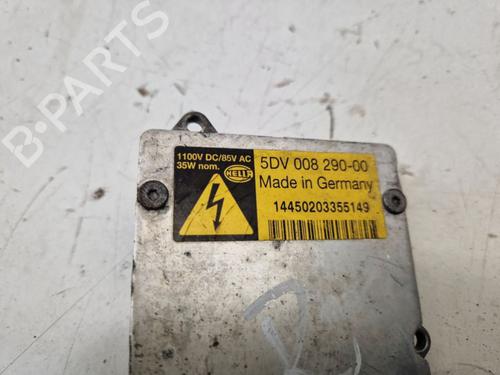 1100V DC/85V AC
35W nom.
HELLA
5DV 008 290-00
Made in Germany
14450203355149
B-PARTS